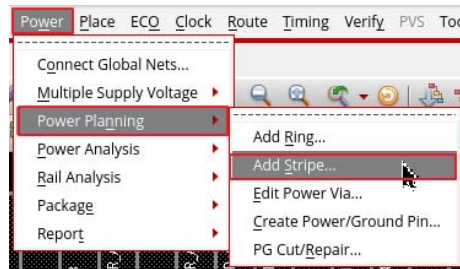 Power Place ECO Clock Route Timing Verify PVS Too
Connect Global Nets...
Multiple Supply Voltage
Power Planning
Power Analysis
Rail Analysis
Package
Report
Add Ring...
Add Stripe...
Edit Power Via...
Create Power/Ground Pin...
PG Cut/Repair...